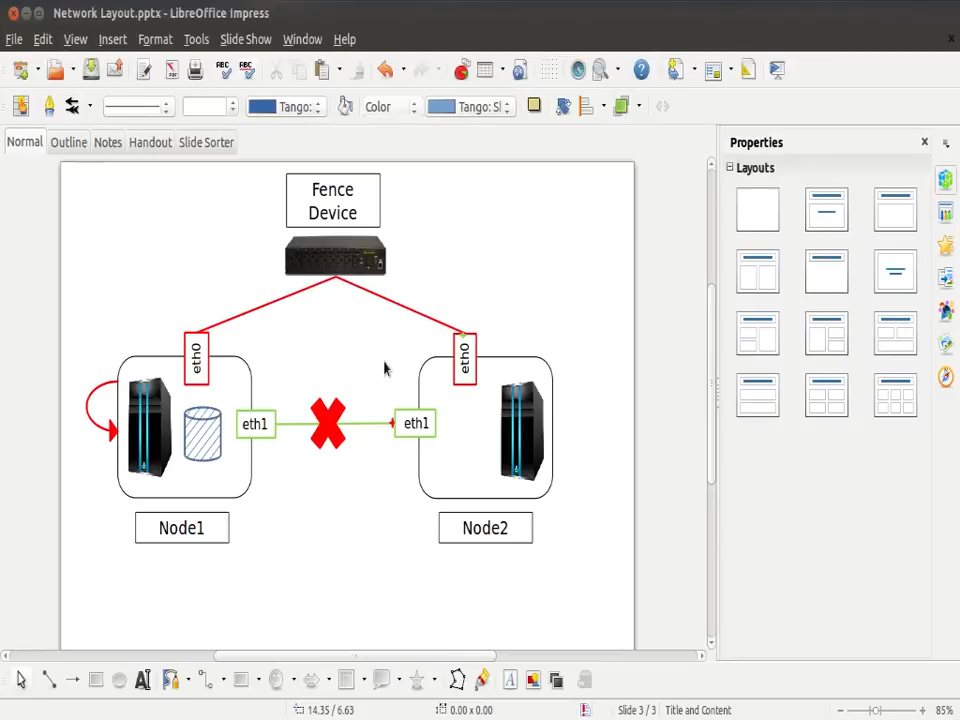 Network Layout.pptx - LibreOffice Impress
File Edit View Insert Format Tools Slide Show Window Help
Tango: Color Tango: Sl
Normal Outline Notes Handout Slide Sorter
Properties
Layouts
Fence
Device
eth0
eth0
eth1
eth1
Node1
Node2
14.35 / 6.63 0.00 x 0.00 Slide 3 / 3 Title and Content 85%